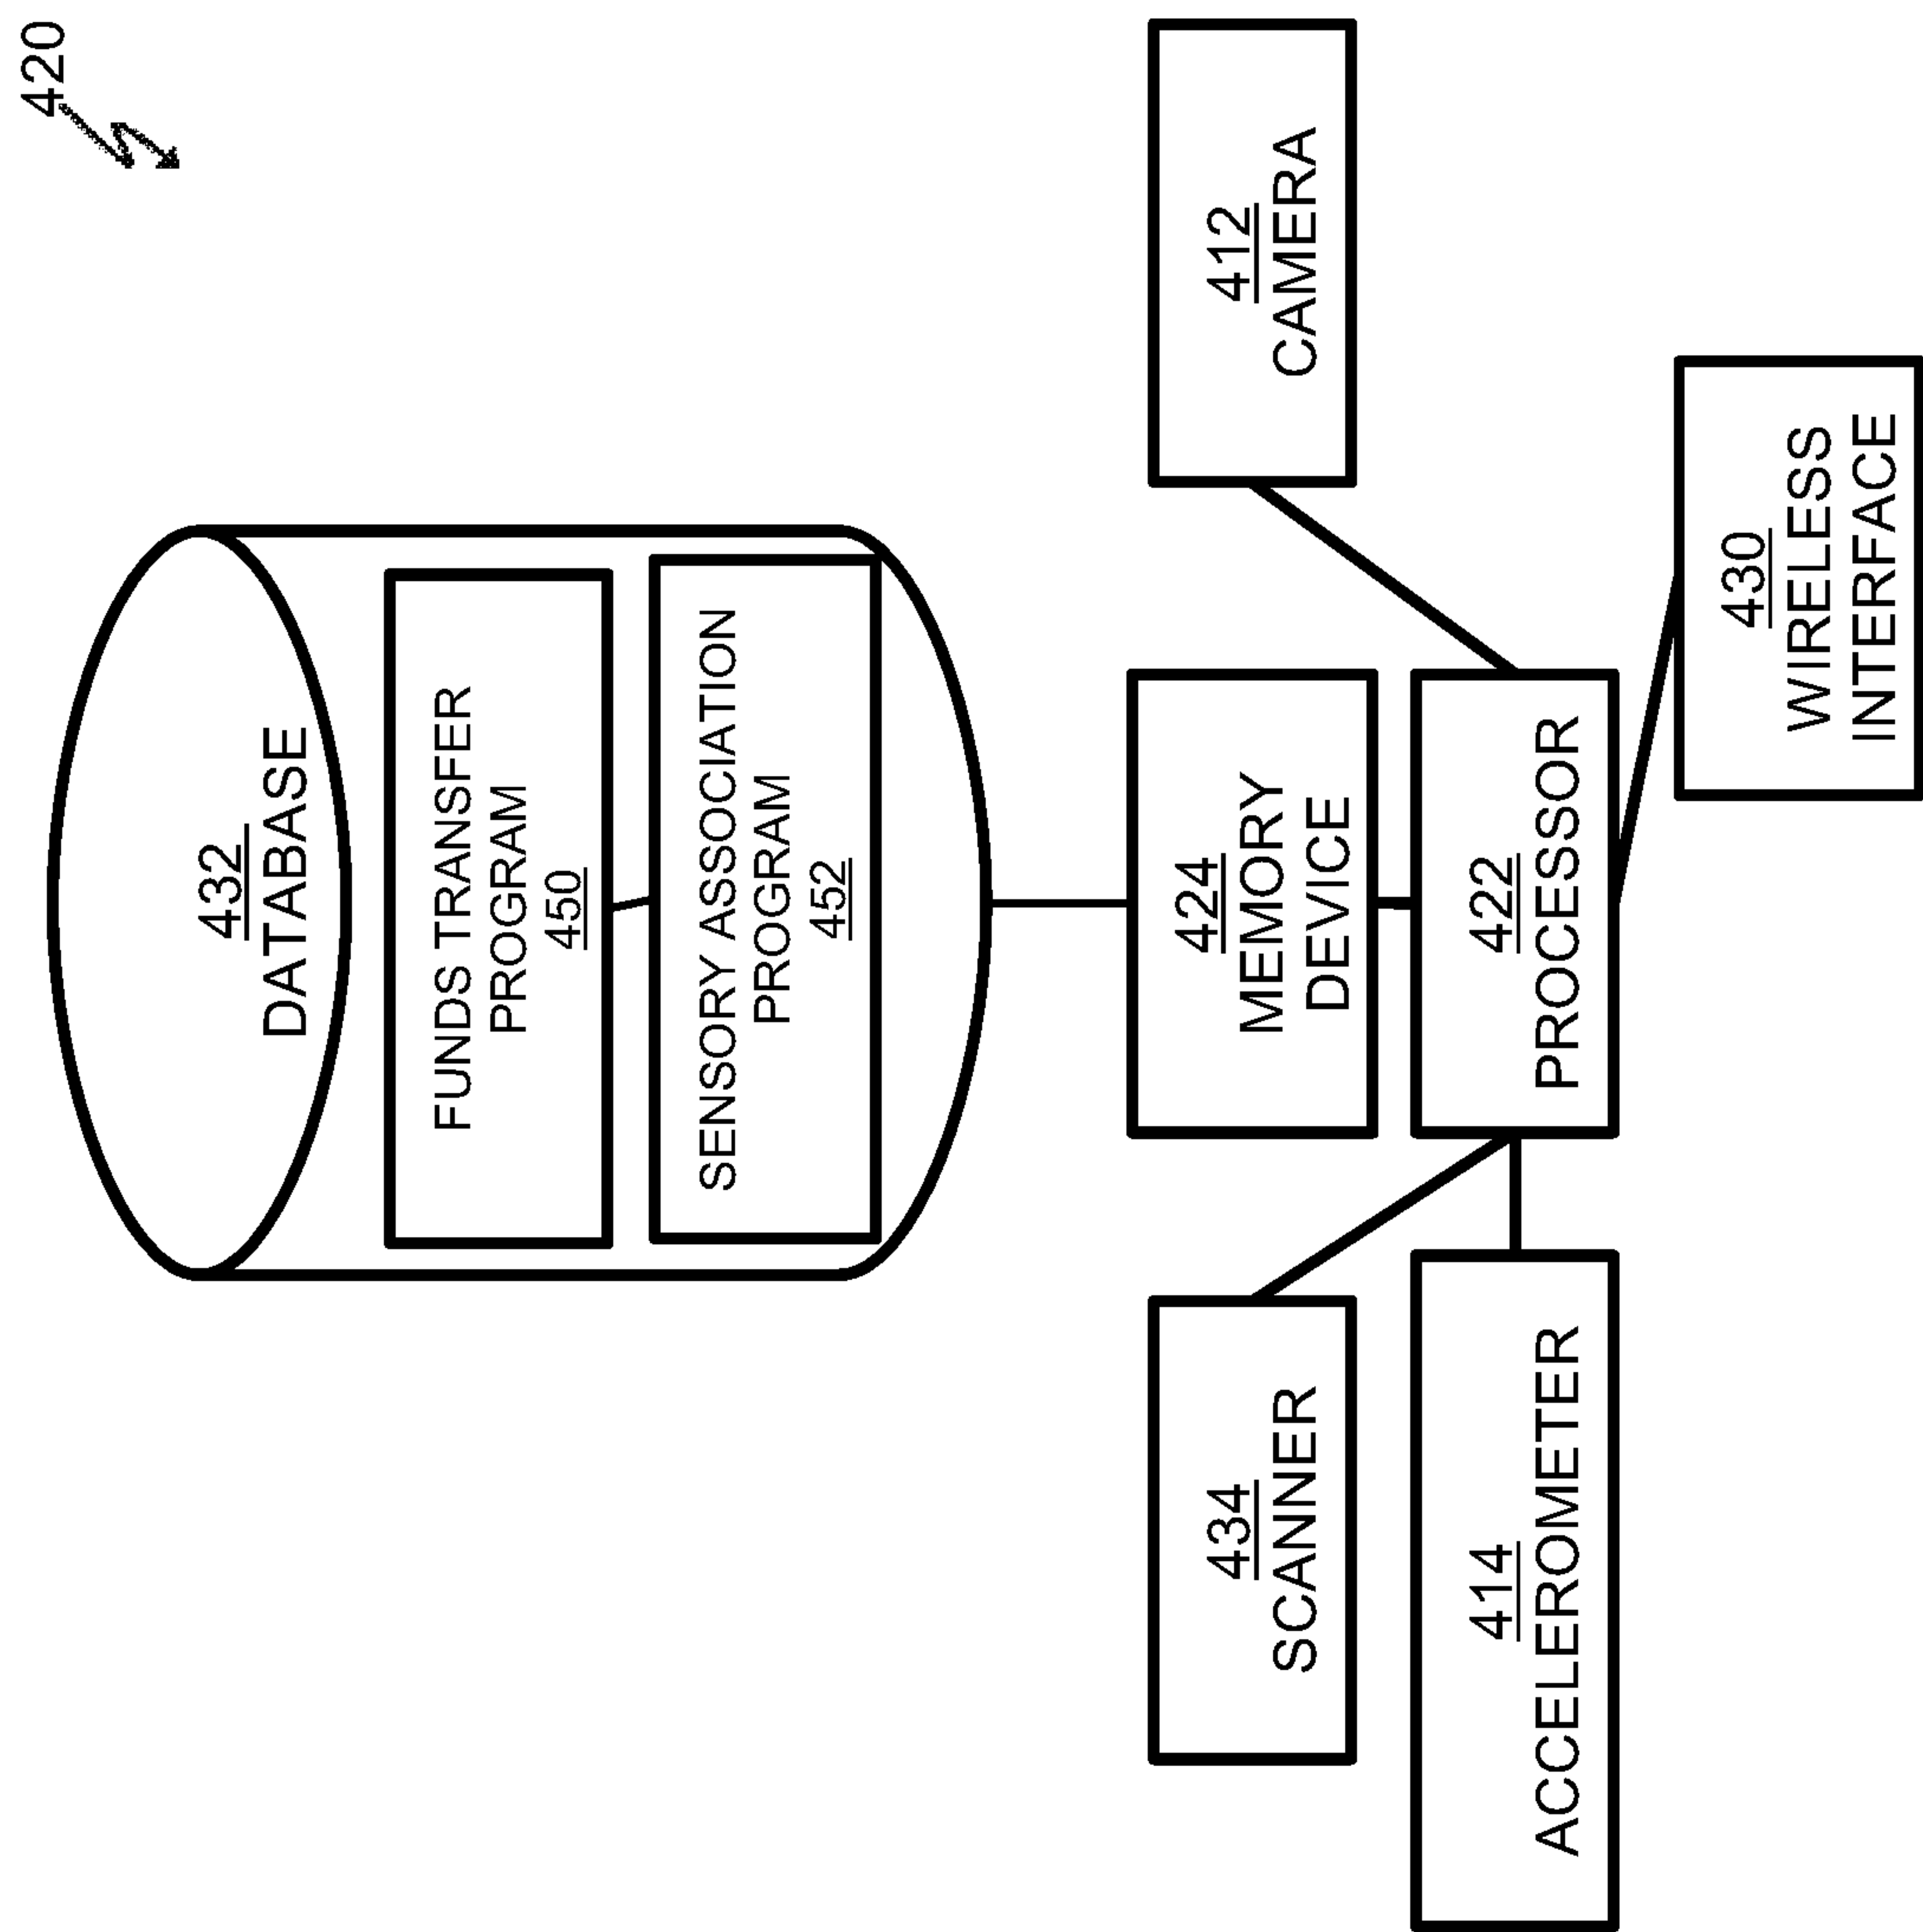 420
432
DATABASE
FUNDS TRANSFER
PROGRAM
450
SENSORY ASSOCIATION
PROGRAM
452
434
SCANNER
424
MEMORY
DEVICE
412
CAMERA
414
ACCELEROMETER
422
PROCESSOR
430
WIRELESS
INTERFACE